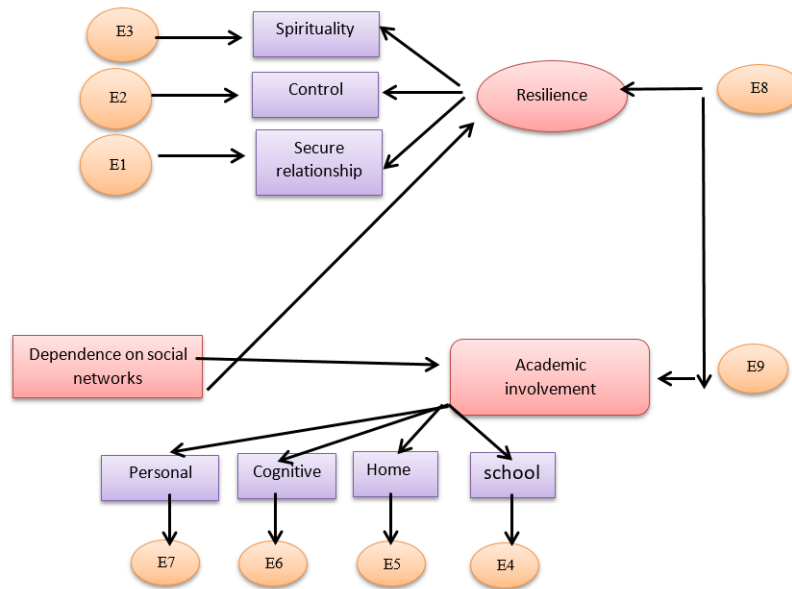 E3
Spirituality
E2
Control
Resilience
E8
E1
Secure
relationship
Dependence on social
networks
Academic
involvement
E9
Personal
Cognitive
Home
school
E7
E6
E5
E4